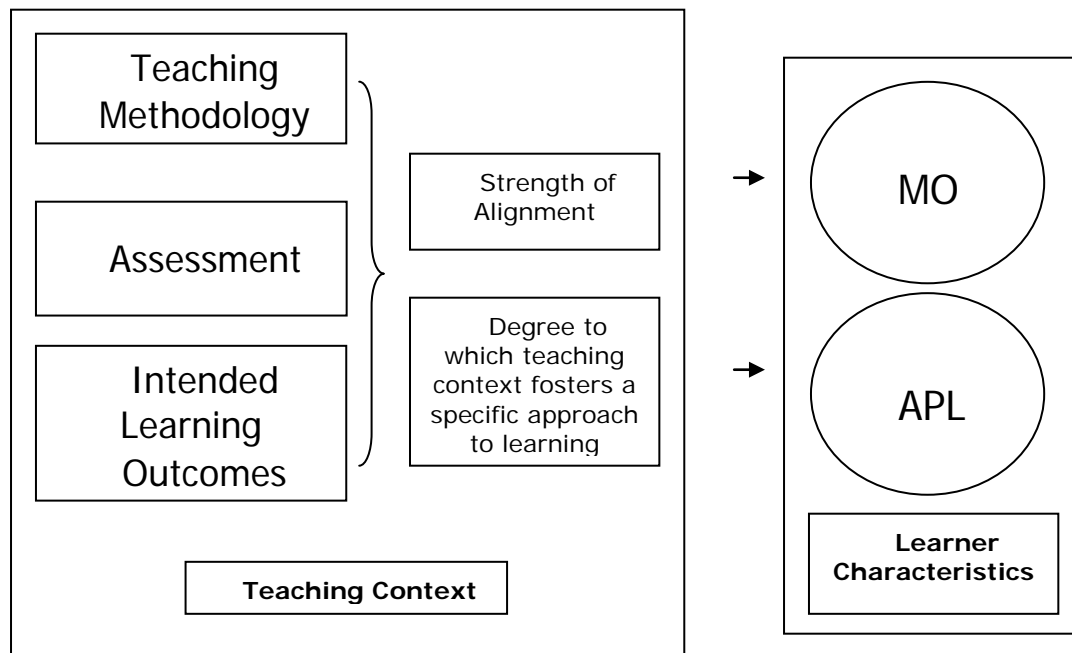 Teaching
Methodology
Assessment
Intended
Learning
Outcomes
Strength of
Alignment
Degree to
which teaching
context fosters a
specific approach
to learning
Teaching Context
MO
APL
Learner
Characteristics